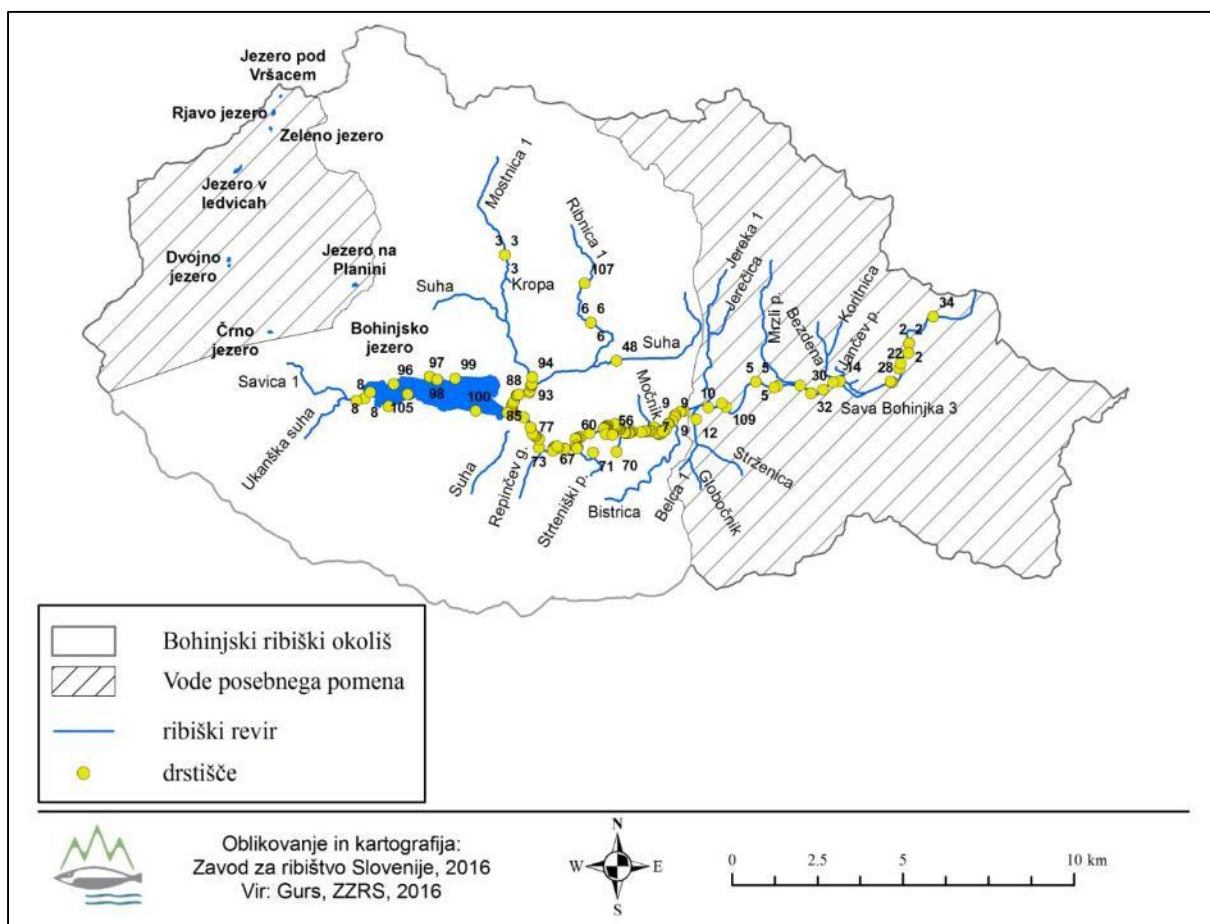 Jezero pod
Vršacem
Rjavo jezero
Zeleno jezero
Jezero v
ledvicah
Dvojno
jezero
Jezero na
Planini
Črno
jezero
Bohinjsko
jezero
Mostnica 1
3 3
3
Kropa
Suha
Ribnica 1
107
6 6
6
48
Suha
Jereka 1
Jerečica
Mrzli p.
Bezdena
Koritnica
Jančev p.
34
2 2
22
2
28
14
30
32
5 5
5
Sava Bohinjka 3
Savica 1
Ukanška suha
8
8
8
96
97
99
98
105
100
94
88
93
85
77
73
67
60
56
71
70
Močnik
9 9
7
9
10
12
109
Suha
Repinčev g.
Strteniški p.
Bistrica
Belca 1
Globočnik
Strženica
Bohinjski ribiški okoliš
Vode posebnega pomena
ribiški revir
drstišče
Oblikovanje in kartografija:
Zavod za ribištvo Slovenije, 2016
Vir: Gurs, ZZRS, 2016
N
W E
S
0 2.5 5 10 km